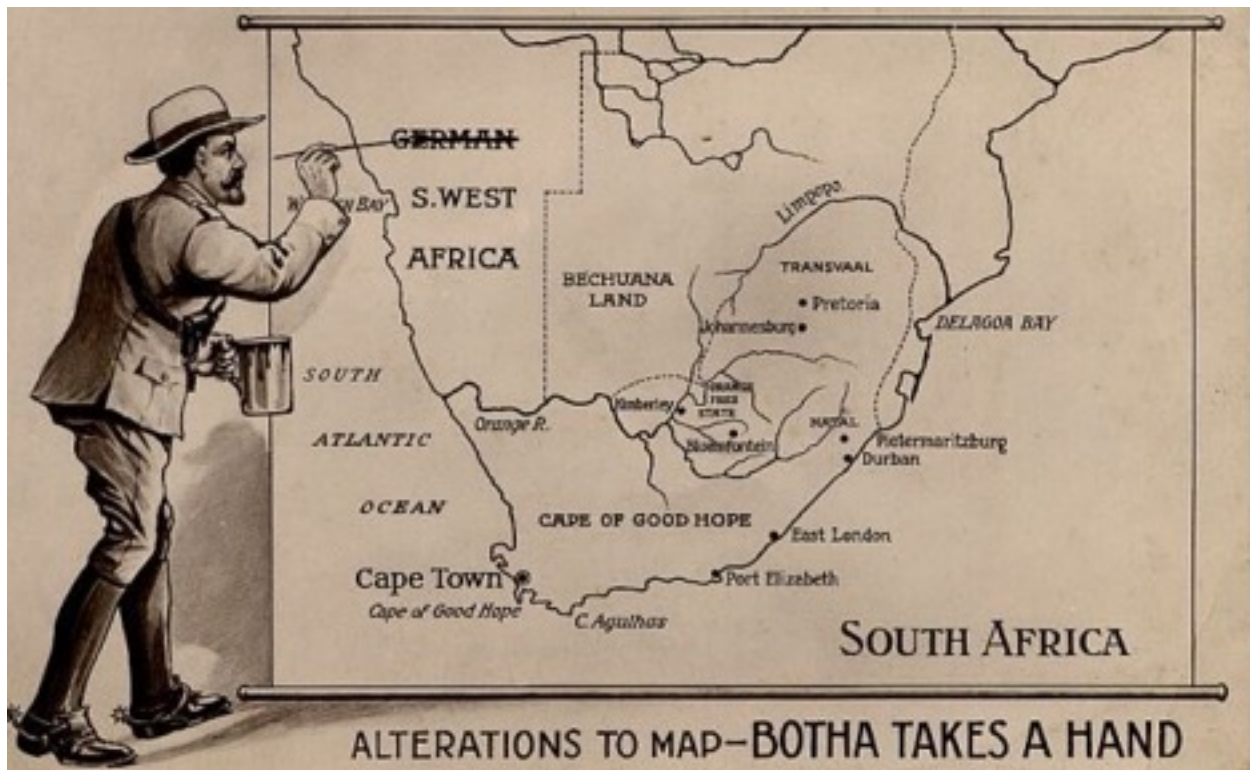 GERMAN
S. WEST
AFRICA
BAY
Limpopo
TRANSVAAL
BECHUANA
LAND
Pretoria
Johannesburg
DELAGOA BAY
SOUTH
ATLANTIC
OCEAN
Orange R.
Kimberley
ORANGE
FREE
STATE
NATAL
Bloemfontein
Pietermaritzburg
Durban
CAPE OF GOOD HOPE
East London
Cape Town
Port Elizabeth
Cape of Good Hope
C. Agulhas
SOUTH AFRICA
ALTERATIONS TO MAP-BOTHA TAKES A HAND